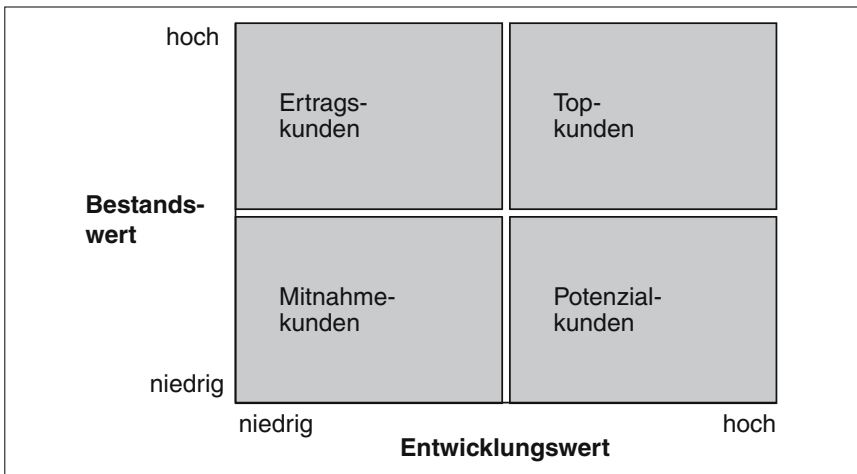 hoch
Ertrags-
kunden
Top-
kunden
Bestands-
wert
Mitnahme-
kunden
Potenzial-
kunden
niedrig
niedrig
hoch
Entwicklungswert